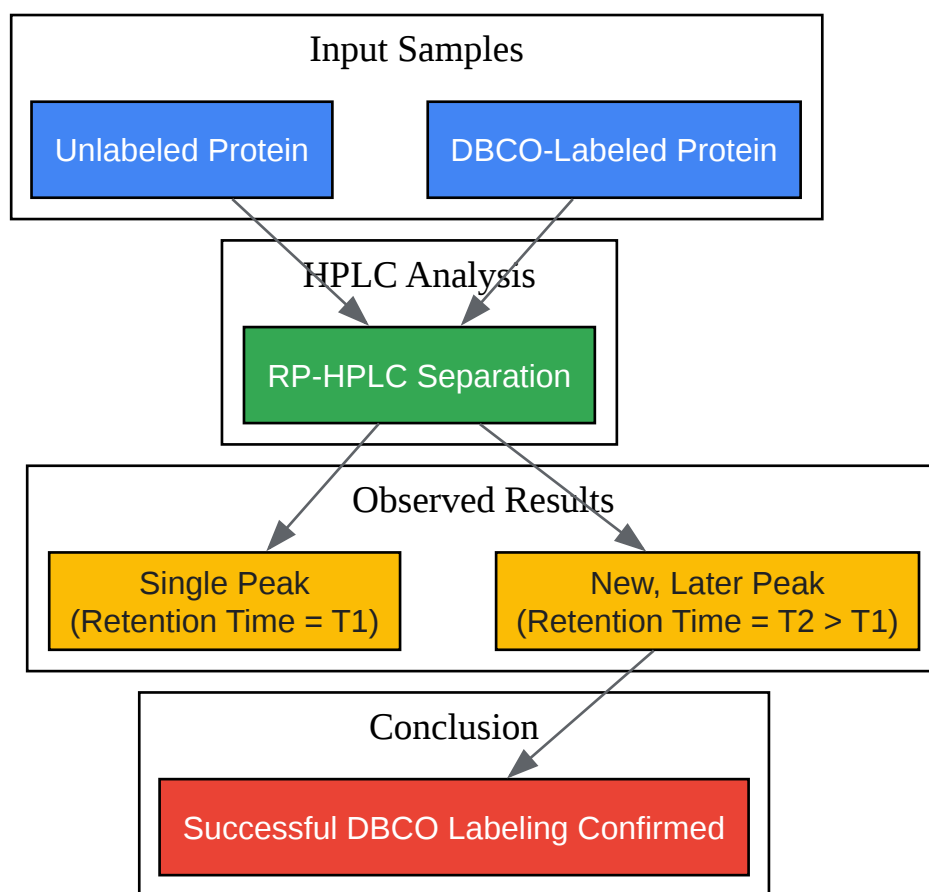 Input Samples
Unlabeled Protein
DBCO-Labeled Protein
HPLC Analysis
RP-HPLC Separation
Observed Results
Single Peak
(Retention Time = T1)
New, Later Peak
(Retention Time = T2 > T1)
Conclusion
Successful DBCO Labeling Confirmed